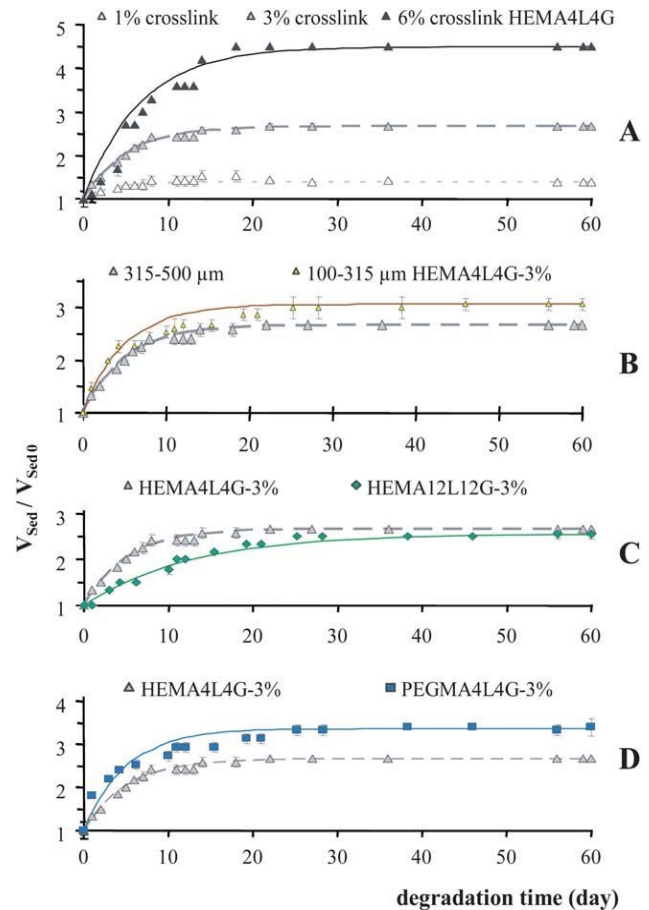 1% crosslink 3% crosslink 6% crosslink HEMA4L4G
5
4
3
2
1
0 10 20 30 40 50 60
A
315-500 µm 100-315 µm HEMA4L4G-3%
3
2
1
0 10 20 30 40 50 60
B
V_Sed / V_Sed 0
HEMA4L4G-3% HEMA12L12G-3%
3
2
1
0 10 20 30 40 50 60
C
HEMA4L4G-3% PEGMA4L4G-3%
4
3
2
1
0 10 20 30 40 50 60
D
degradation time (day)